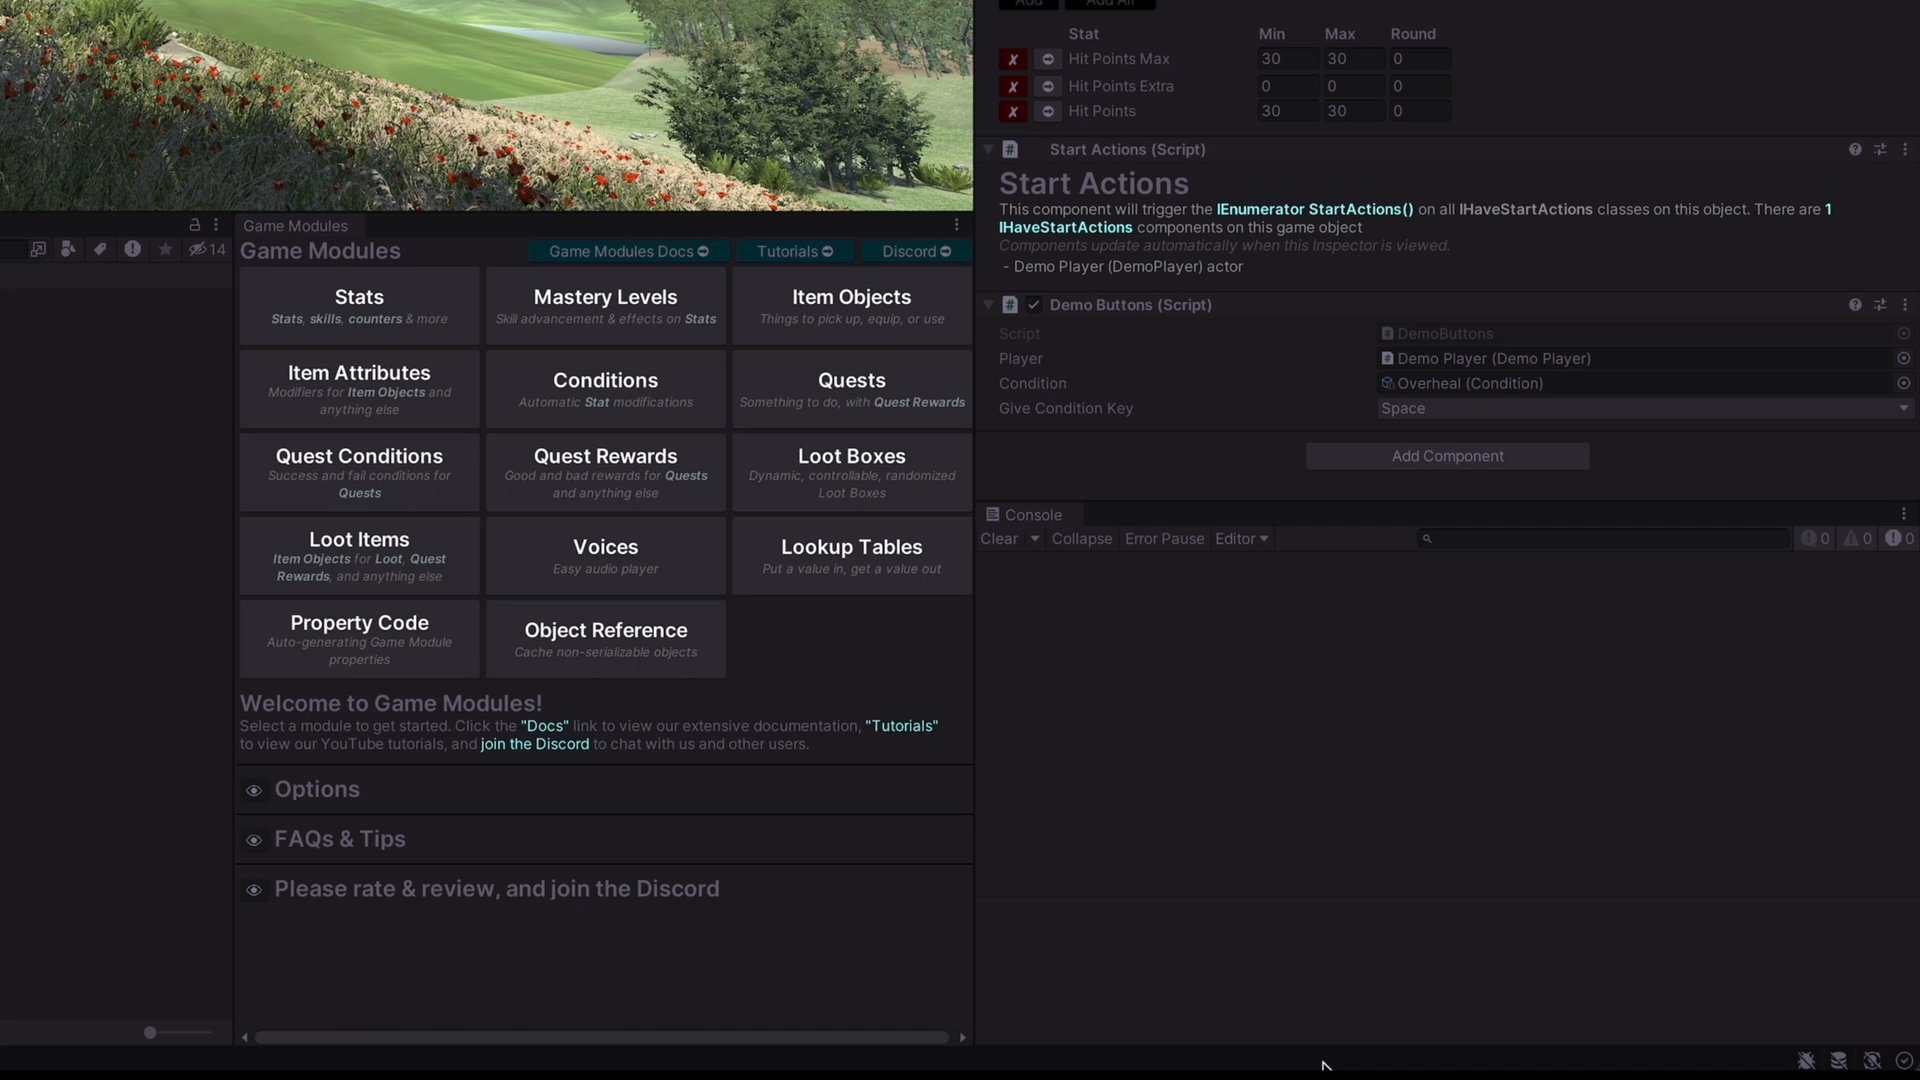 Add
Add All
Stat Min Max Round
Hit Points Max 30 30 0
Hit Points Extra 0 0 0
Hit Points 30 30 0
Start Actions (Script)
Start Actions
This component will trigger the IEnumerator StartActions() on all IHaveStartActions classes on this object. There are 1
IHaveStartActions components on this game object
Components update automatically when this Inspector is viewed.
- Demo Player (DemoPlayer) actor
Demo Buttons (Script)
Script DemoButtons
Player Demo Player (Demo Player)
Condition Overheal (Condition)
Give Condition Key Space
Add Component
Console
Clear Collapse Error Pause Editor 0 0 0
14
Game Modules
Game Modules
Game Modules Docs Tutorials Discord
Stats
Stats, skills, counters & more
Mastery Levels
Skill advancement & effects on Stats
Item Objects
Things to pick up, equip, or use
Item Attributes
Modifiers for Item Objects and
anything else
Conditions
Automatic Stat modifications
Quests
Something to do, with Quest Rewards
Quest Conditions
Success and fail conditions for
Quests
Quest Rewards
Good and bad rewards for Quests
and anything else
Loot Boxes
Dynamic, controllable, randomized
Loot Boxes
Loot Items
Item Objects for Loot, Quest
Rewards, and anything else
Voices
Easy audio player
Lookup Tables
Put a value in, get a value out
Property Code
Auto-generating Game Module
properties
Object Reference
Cache non-serializable objects
Welcome to Game Modules!
Select a module to get started. Click the "Docs" link to view our extensive documentation, "Tutorials"
to view our YouTube tutorials, and join the Discord to chat with us and other users.
Options
FAQs & Tips
Please rate & review, and join the Discord